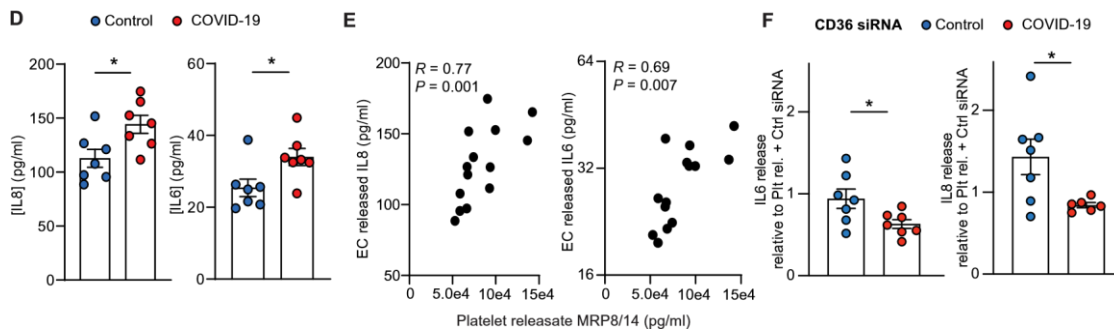 D
Control
COVID-19
[IL8] (pg/ml)
200
150
100
50
0
*
[IL6] (pg/ml)
60
40
20
0
*
E
EC released IL8 (pg/ml)
200
150
100
50
R = 0.77
P = 0.001
0
5.0e4
10e4
15e4
EC released IL6 (pg/ml)
64
32
16
R = 0.69
P = 0.007
0
5.0e4
10e4
15e4
Platelet releasate MRP8/14 (pg/ml)
F
CD36 siRNA
Control
COVID-19
IL6 release
relative to Plt rel. + Ctrl siRNA
2
1
0
*
IL8 release
relative to Plt rel. + Ctrl siRNA
2
1
0
*